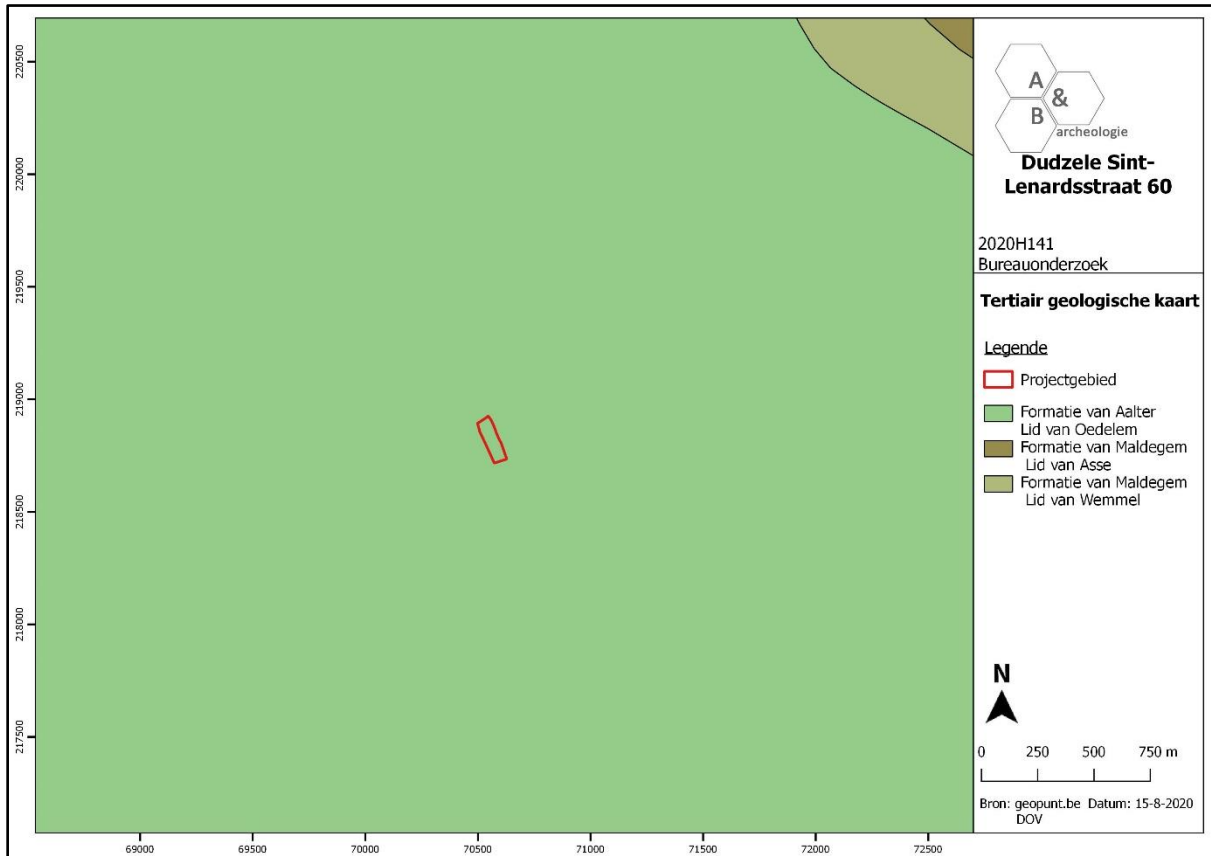 220500
220000
219500
219000
218500
218000
217500
69000 69500 70000 70500 71000 71500 72000 72500
A
&
B
archeologie
Dudzele Sint-
Lenardsstraat 60
2020H141
Bureauonderzoek
Tertiair geologische kaart
Legende
Projectgebied
Formatie van Aalter
Lid van Oedelem
Formatie van Maldegem
Lid van Asse
Formatie van Maldegem
Lid van Wemmel
N
0 250 500 750 m
Bron: geopunt.be Datum: 15-8-2020
DOV